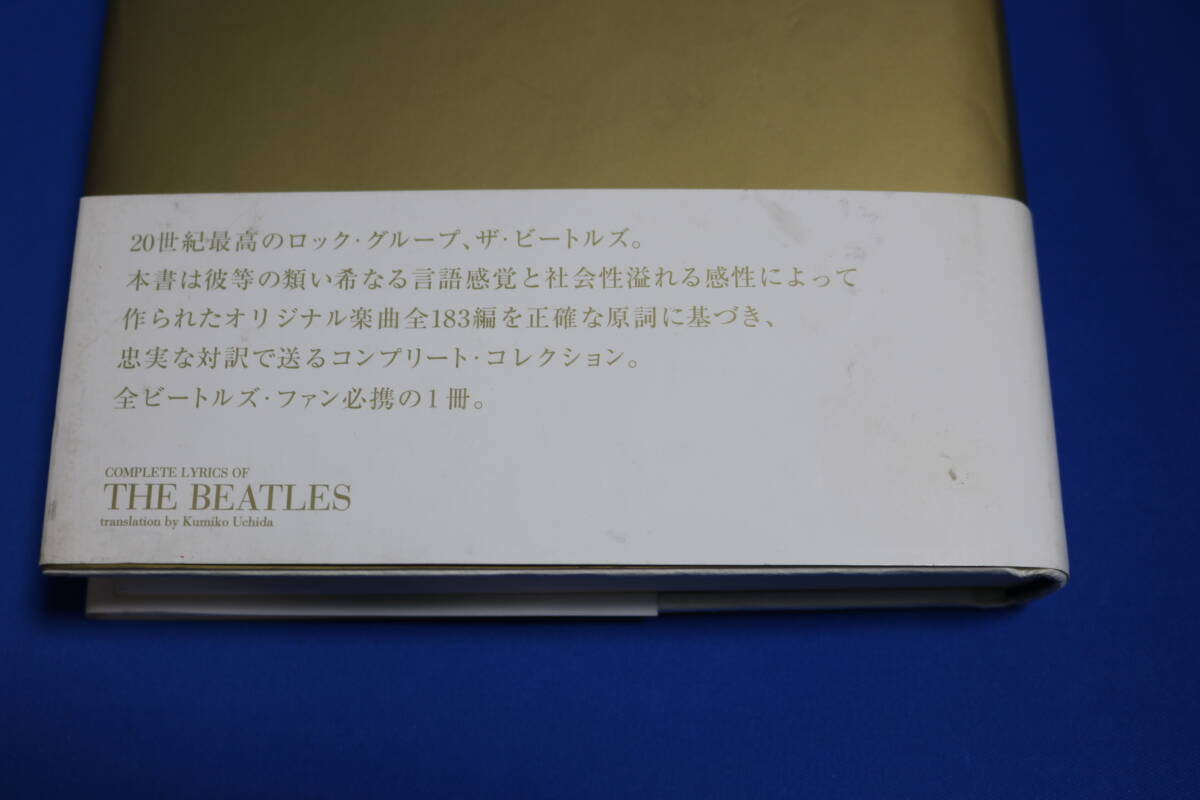 20世紀最高のロック・グループ、ザ・ビートルズ。
本書は彼等の類い希なる言語感覚と社会性溢れる感性によって
作られたオリジナル楽曲全183編を正確な原詞に基づき、
忠実な対訳で送るコンプリート・コレクション。
全ビートルズ・ファン必携の1冊。
COMPLETE LYRICS OF
THE BEATLES
translation by Kumiko Uchida